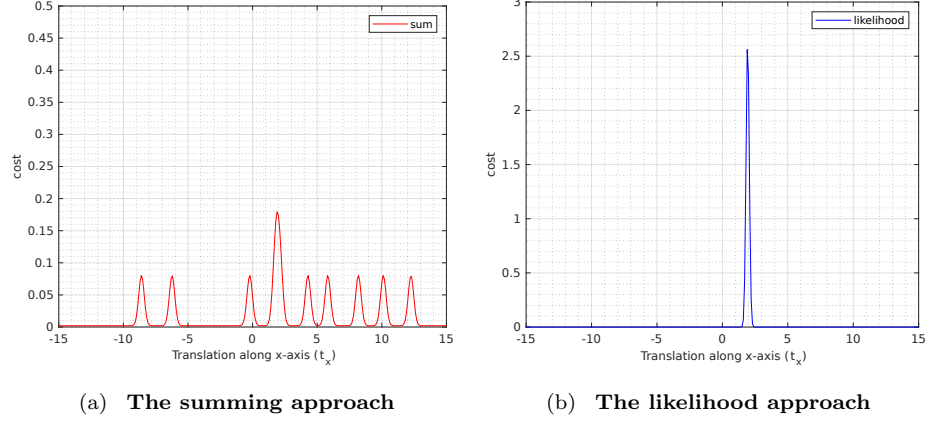 0.5
0.45
0.4
0.35
0.3
0.25
0.2
0.15
0.1
0.05
0
cost
sum
-15 -10 -5 0 5 10 15
Translation along x-axis (t_x)
(a) The summing approach
3
2.5
2
1.5
1
0.5
0
cost
likelihood
-15 -10 -5 0 5 10 15
Translation along x-axis (t_x)
(b) The likelihood approach